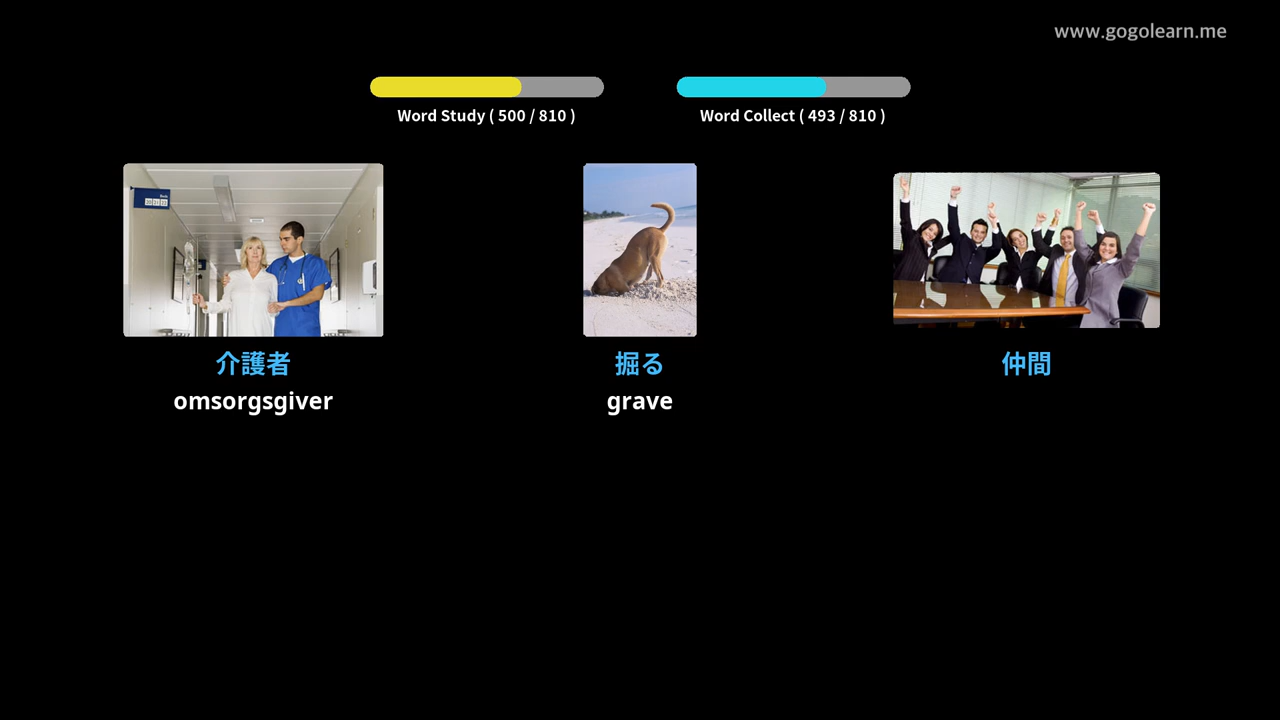 www.gogolearn.me
Word Study ( 500 / 810 )
Word Collect ( 493 / 810 )
介護者
掘る
仲間
omsorgsgiver
grave